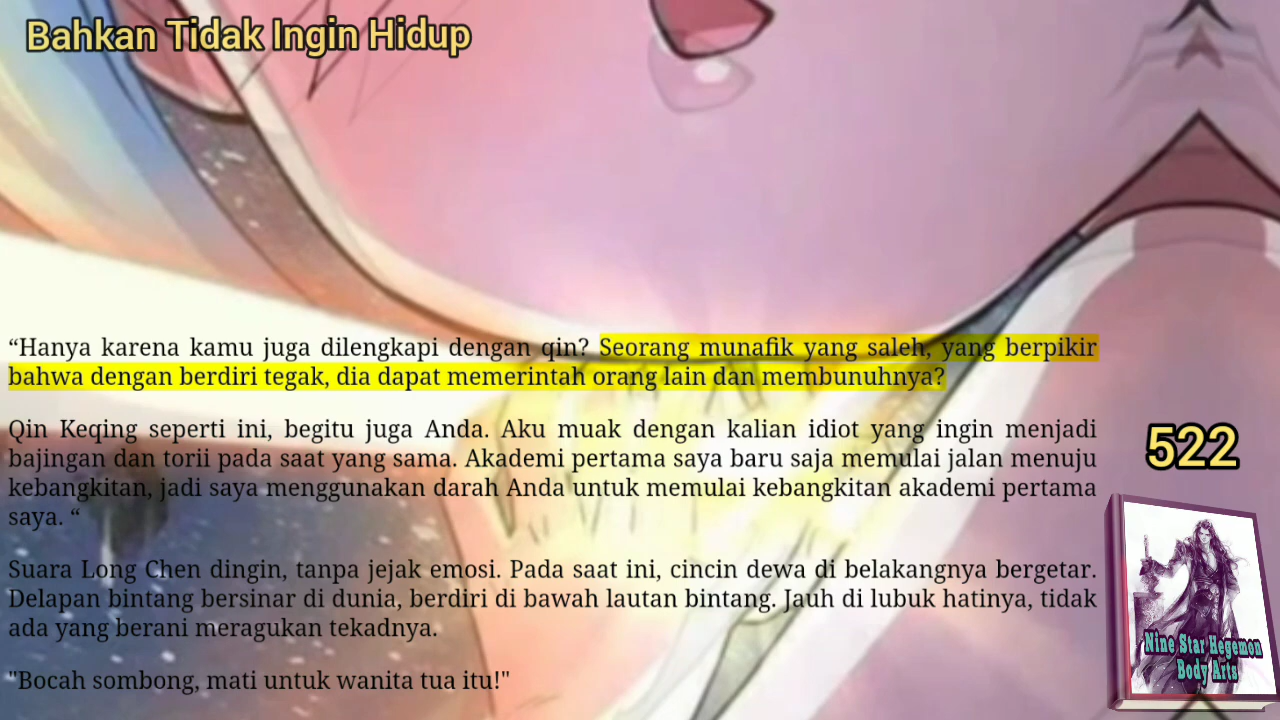 Bahkan Tidak Ingin Hidup
“Hanya karena kamu juga dilengkapi dengan qin? Seorang munafik yang saleh, yang berpikir
bahwa dengan berdiri tegak, dia dapat memerintah orang lain dan membunuhnya?
Qin Keqing seperti ini, begitu juga Anda. Aku muak dengan kalian idiot yang ingin menjadi
bajingan dan torii pada saat yang sama. Akademi pertama saya baru saja memulai jalan menuju
kebangkitan, jadi saya menggunakan darah Anda untuk memulai kebangkitan akademi pertama
saya. “
Suara Long Chen dingin, tanpa jejak emosi. Pada saat ini, cincin dewa di belakangnya bergetar.
Delapan bintang bersinar di dunia, berdiri di bawah lautan bintang. Jauh di lubuk hatinya, tidak
ada yang berani meragukan tekadnya.
"Bocah sombong, mati untuk wanita tua itu!"
522
Nine Star Hegemon
Body Arts